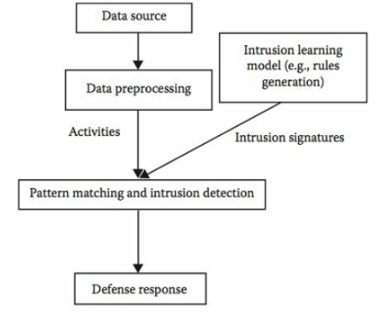 Data source
Intrusion learning
model (e.g., rules
generation)
Data preprocessing
Activities
Intrusion signatures
Pattern matching and intrusion detection
Defense response